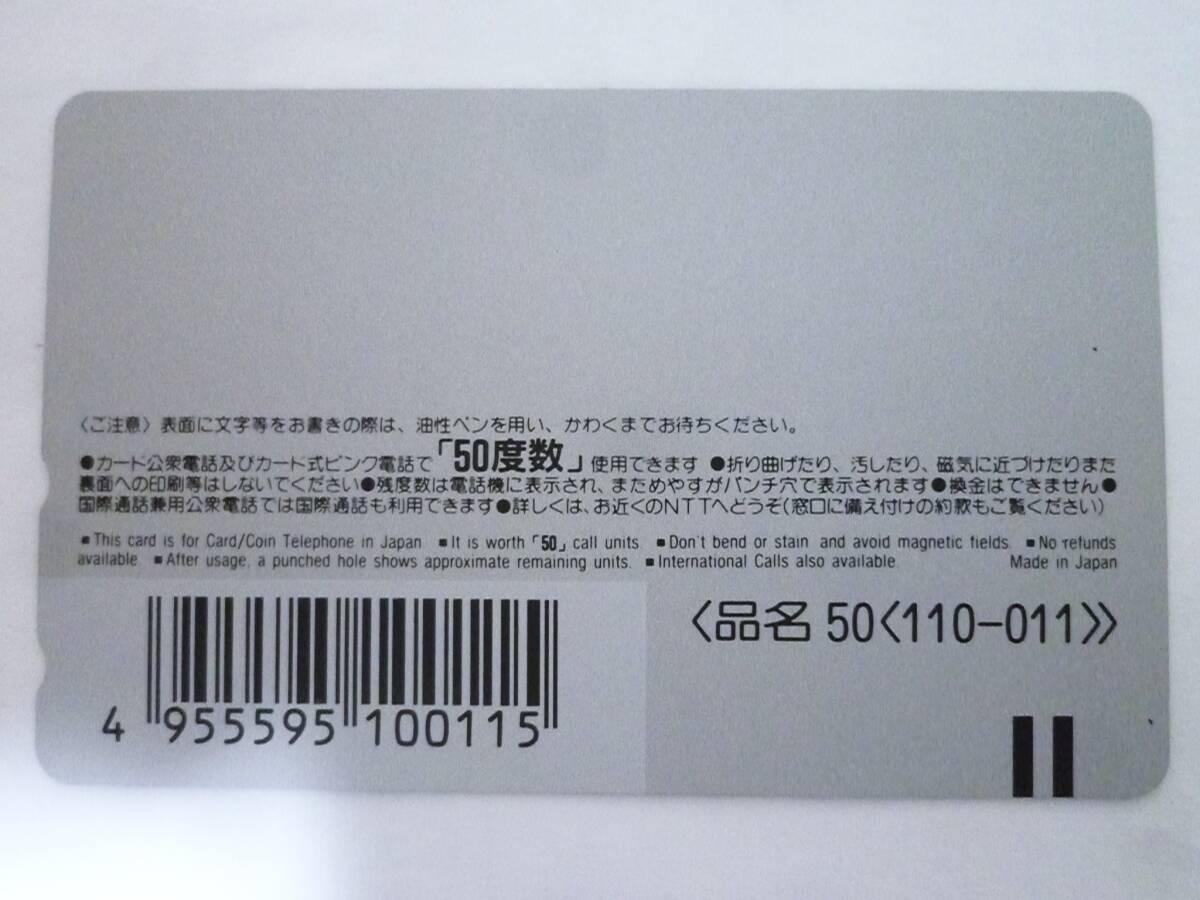 〈ご注意〉表面に文字等をお書きの際は、油性ペンを用い、かわくまでお待ちください。
●カード公衆電話及びカード式ピンク電話で「50度数」使用できます ●折り曲げたり、汚したり、磁気に近づけたりまた
裏面への印刷等はしないでください●残度数は電話機に表示され、まためやすがパンチ穴で表示されます●換金はできません●
国際通話兼用公衆電話では国際通話も利用できます●詳しくは、お近くのNTTへどうぞ(窓口に備え付けの約款もご覧ください)
▪This card is for Card/Coin Telephone in Japan ▪It is worth「50」call units ▪Don't bend or stain and avoid magnetic fields. ▪No refunds
available ▪After usage, a punched hole shows approximate remaining units. ▪International Calls also available Made in Japan
〈品名 50〈110-011〉〉
4 955595 100115